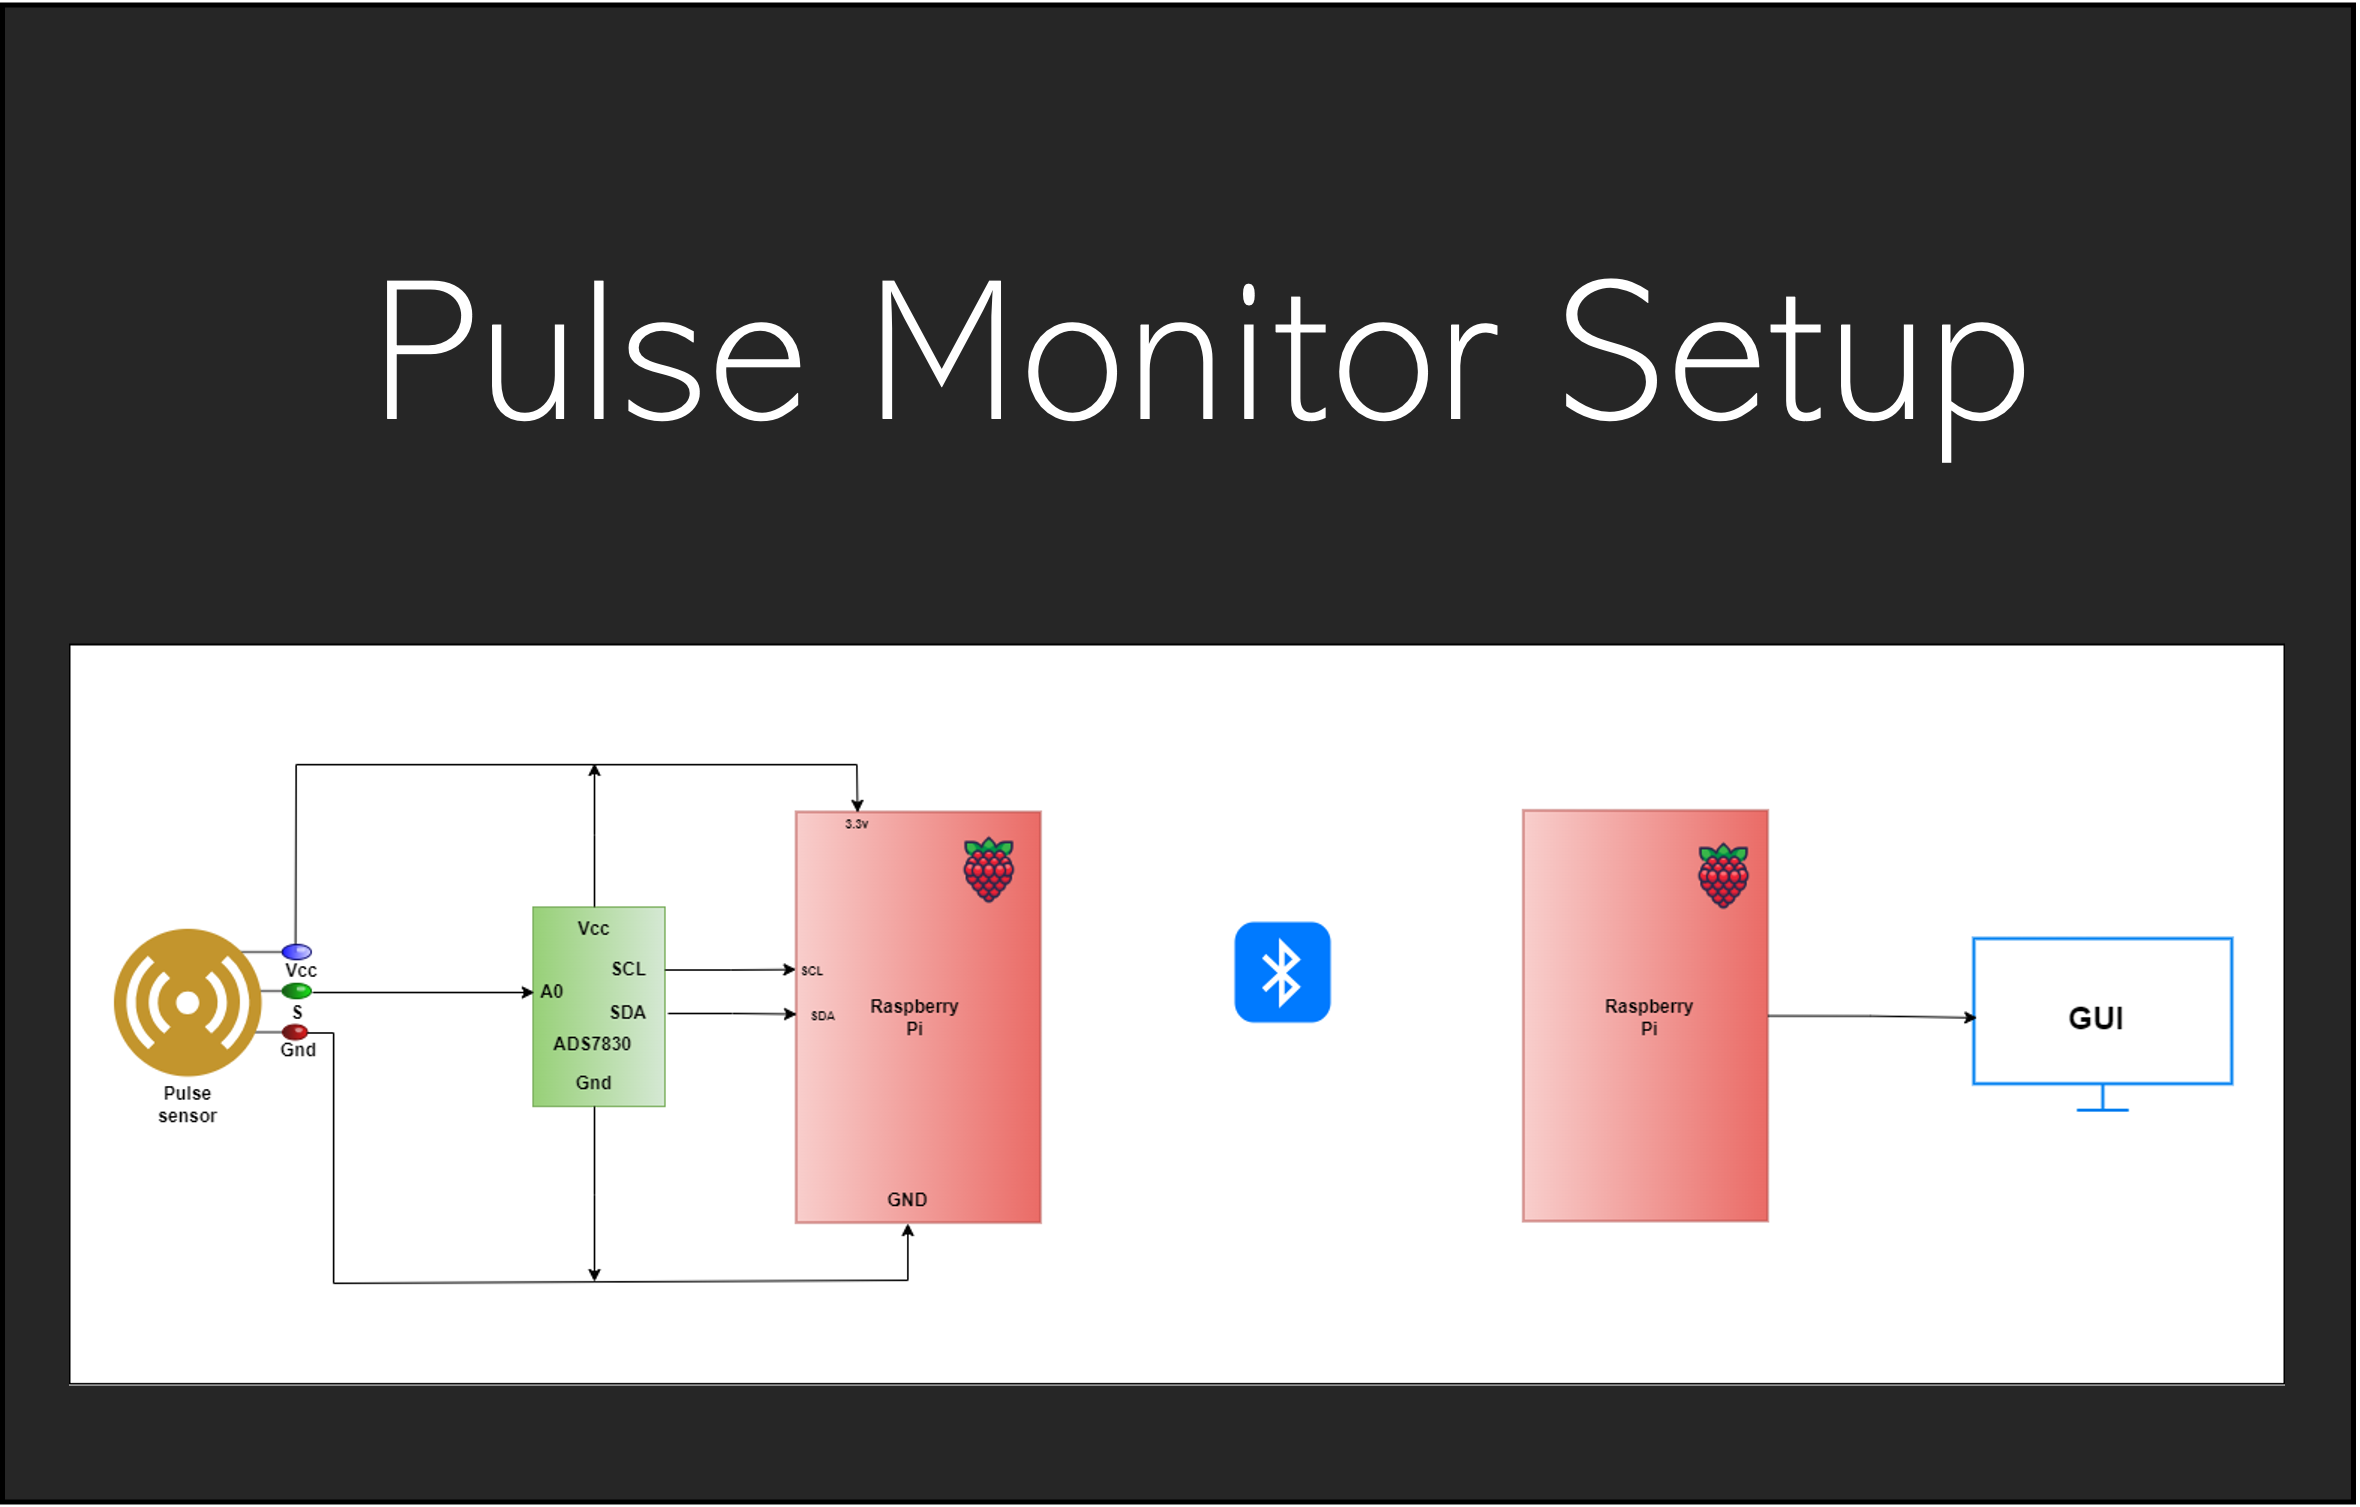 Pulse Monitor Setup
3.3v
Vcc
SCL
SCL
Vcc
A0
S
SDA
SDA
Raspberry
Pi
Raspberry
Pi
GUI
ADS7830
Gnd
Gnd
Pulse
sensor
GND